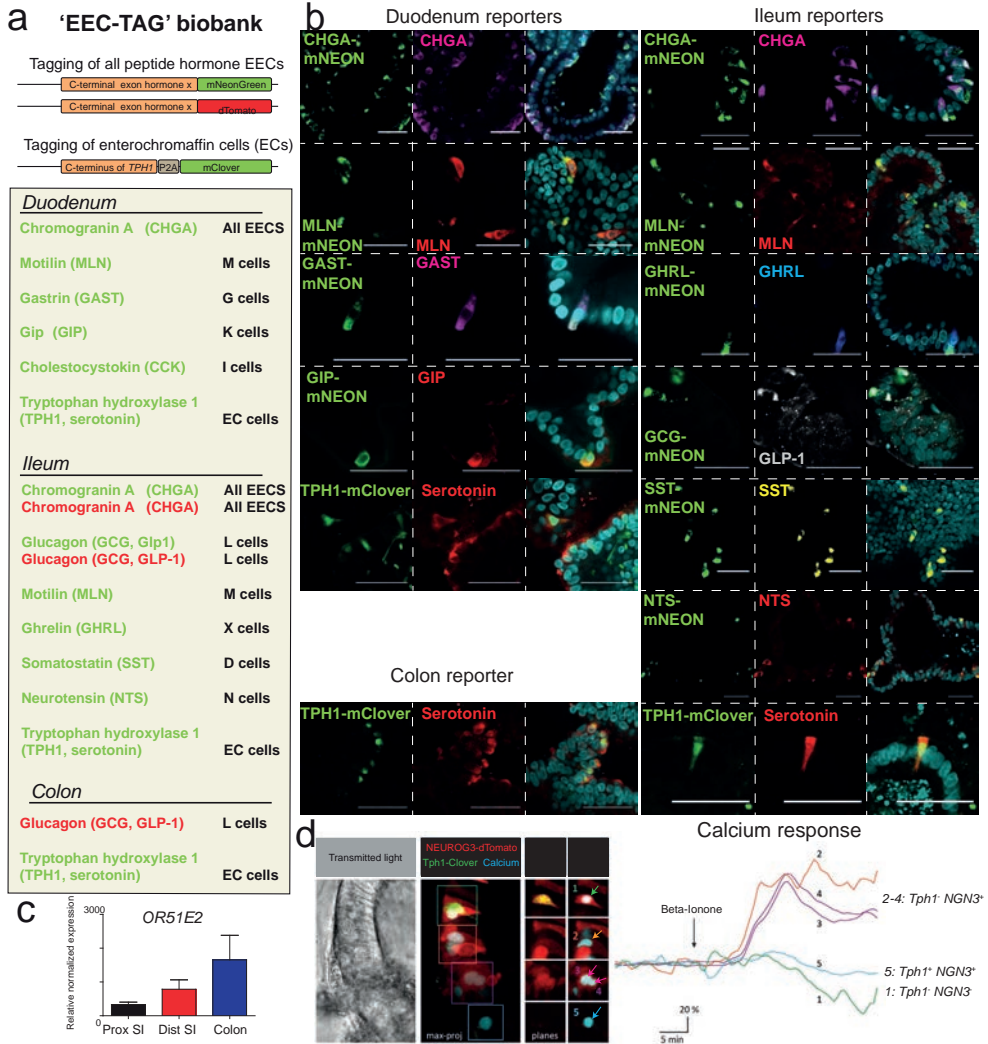 a
'EEC-TAG' biobank
Tagging of all peptide hormone EECs
C-terminal exon hormone x mNeonGreen
C-terminal exon hormone x dTomato
Tagging of enterochromaffin cells (ECs)
C-terminus of TPH1 P2A mClover
Duodenum
Chromogranin A (CHGA) All EECS
Motilin (MLN) M cells
Gastrin (GAST) G cells
Gip (GIP) K cells
Cholestocystokin (CCK) I cells
Tryptophan hydroxylase 1
(TPH1, serotonin) EC cells
Ileum
Chromogranin A (CHGA) All EECS
Chromogranin A (CHGA) All EECS
Glucagon (GCG, Glp1) L cells
Glucagon (GCG, GLP-1) L cells
Motilin (MLN) M cells
Ghrelin (GHRL) X cells
Somatostatin (SST) D cells
Neurotensin (NTS) N cells
Tryptophan hydroxylase 1
(TPH1, serotonin) EC cells
Colon
Glucagon (GCG, GLP-1) L cells
Tryptophan hydroxylase 1
(TPH1, serotonin) EC cells
b
Duodenum reporters
CHGA-
mNEON
CHGA
MLN-
mNEON
MLN
GAST-
mNEON
GAST
GIP-
mNEON
GIP
TPH1-mClover
Serotonin
Ileum reporters
CHGA-
mNEON
CHGA
MLN-
mNEON
MLN
GHRL-
mNEON
GHRL
GCG-
mNEON
GLP-1
SST-
mNEON
SST
NTS-
mNEON
NTS
TPH1-mClover
Serotonin
Colon reporter
TPH1-mClover
Serotonin
c
OR51E2
Relative normalized expression
3000
0
Prox SI Dist SI Colon
d
Transmitted light
NEUROG3-dTomato
Tph1-Clover Calcium
max-proj
planes
1
2
3
4
5
Calcium response
Beta-Ionone
2
4
3
5
1
2-4: Tph1⁻ NGN3⁺
5: Tph1⁺ NGN3⁺
1: Tph1⁻ NGN3⁻
20 %
5 min